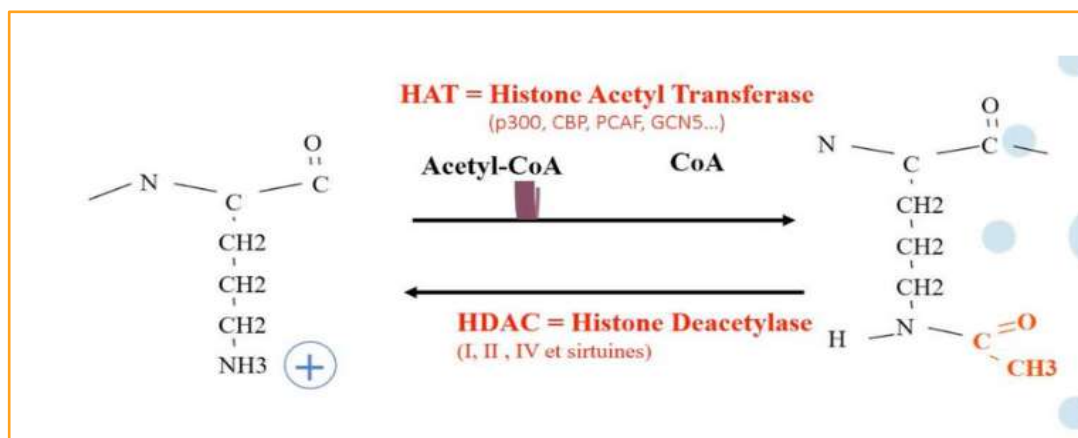 HAT = Histone Acetyl Transferase
(p300, CBP, PCAF, GCN5...)
Acetyl-CoA CoA
O
N C C
CH2
CH2
CH2
NH3 +
HDAC = Histone Deacetylase
(I, II , IV et sirtuines)
O
N C C
CH2
CH2
CH2
H N C O
CH3